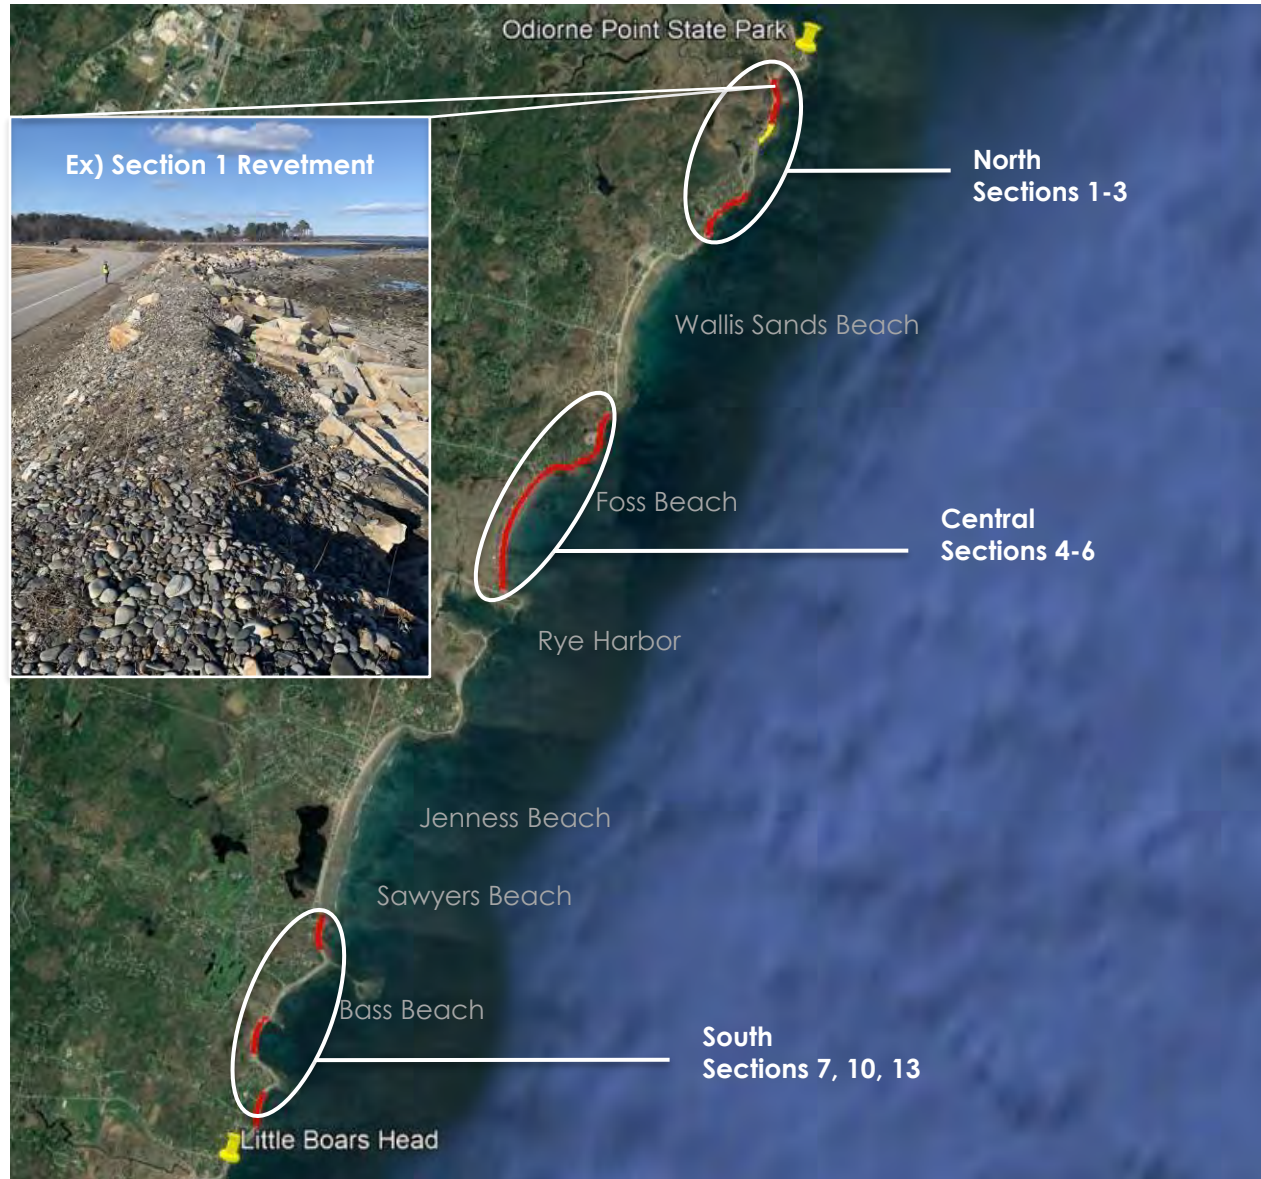 Odiorne Point State Park
Ex) Section 1 Revetment
North
Sections 1-3
Wallis Sands Beach
Foss Beach
Central
Sections 4-6
Rye Harbor
Jenness Beach
Sawyers Beach
Bass Beach
South
Sections 7, 10, 13
Little Boars Head